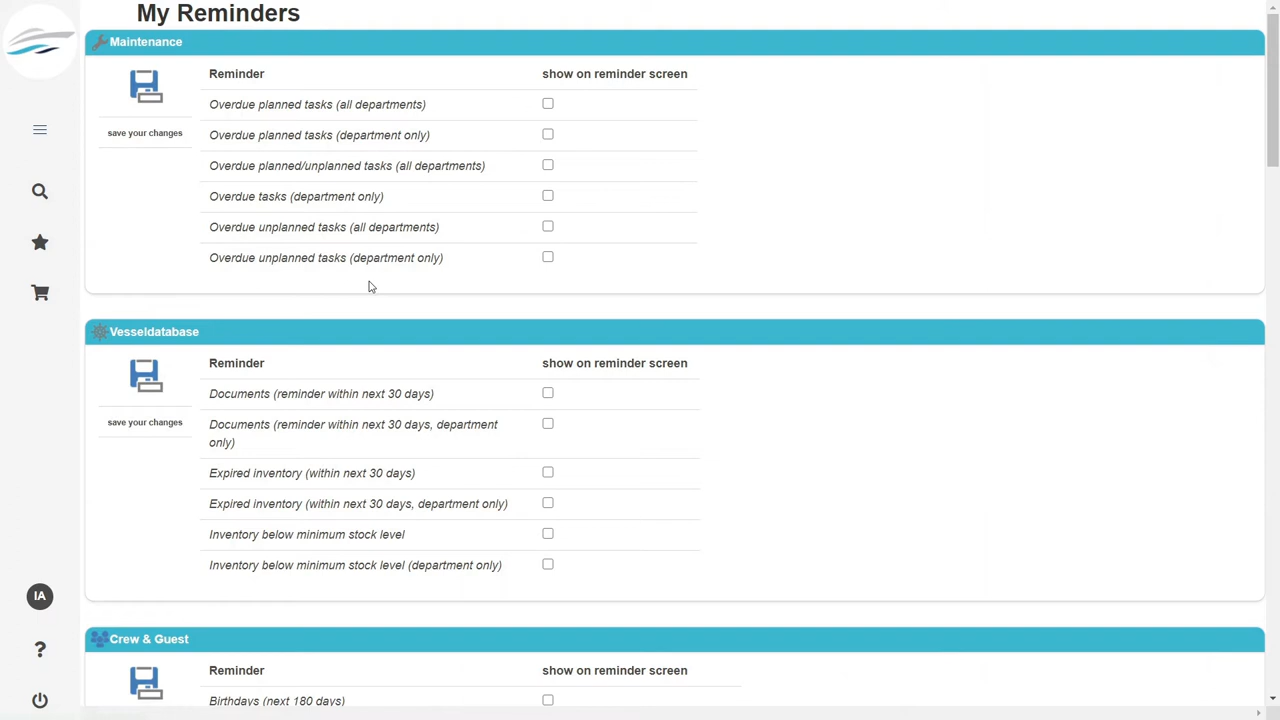 My Reminders
Maintenance
Reminder show on reminder screen
Overdue planned tasks (all departments)
save your changes
Overdue planned tasks (department only)
Overdue planned/unplanned tasks (all departments)
Overdue tasks (department only)
Overdue unplanned tasks (all departments)
Overdue unplanned tasks (department only)
Vesseldatabase
Reminder show on reminder screen
Documents (reminder within next 30 days)
save your changes
Documents (reminder within next 30 days, department
only)
Expired inventory (within next 30 days)
Expired inventory (within next 30 days, department only)
Inventory below minimum stock level
Inventory below minimum stock level (department only)
IA
Crew & Guest
?
Reminder show on reminder screen
Birthdays (next 180 days)